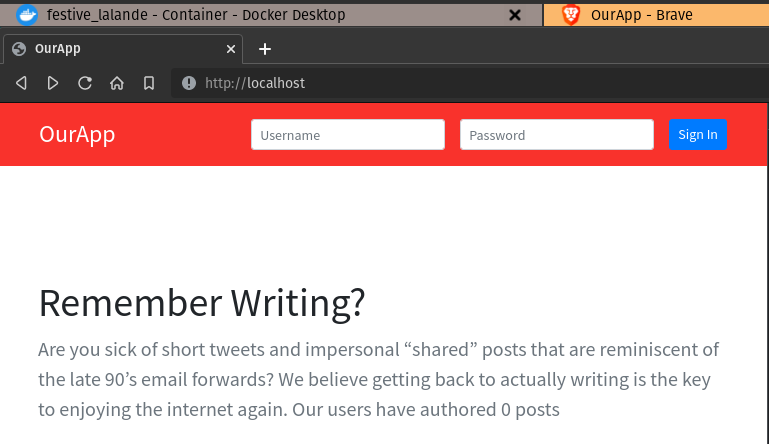 festive_lalande - Container - Docker Desktop
OurApp - Brave
OurApp
http://localhost
OurApp
Username
Password
Sign In
Remember Writing?
Are you sick of short tweets and impersonal “shared” posts that are reminiscent of
the late 90’s email forwards? We believe getting back to actually writing is the key
to enjoying the internet again. Our users have authored 0 posts